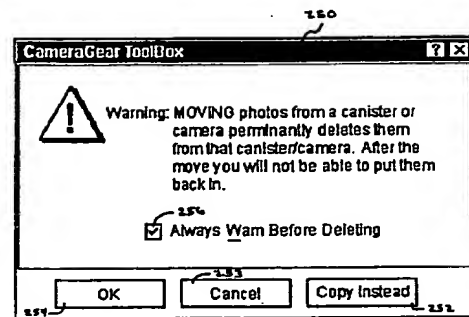 250
CameraGear ToolBox
Warning: MOVING photos from a canister or
camera perminantly deletes them
from that canister/camera. After the
move you will not be able to put them
back in.
256
Always Warn Before Deleting
253
OK
Cancel
Copy Instead
254
252